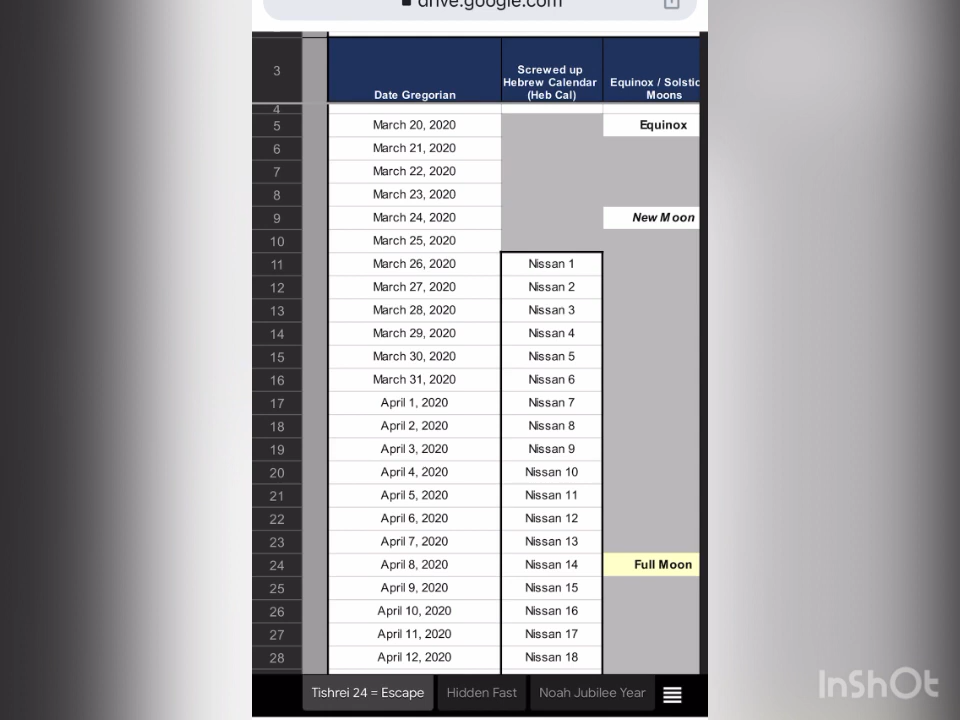 drive.google.com
3
Date Gregorian
Screwed up
Hebrew Calendar
(Heb Cal)
Equinox / Solstic
Moons
4
5 March 20, 2020 Equinox
6 March 21, 2020
7 March 22, 2020
8 March 23, 2020
9 March 24, 2020 New Moon
10 March 25, 2020
11 March 26, 2020 Nissan 1
12 March 27, 2020 Nissan 2
13 March 28, 2020 Nissan 3
14 March 29, 2020 Nissan 4
15 March 30, 2020 Nissan 5
16 March 31, 2020 Nissan 6
17 April 1, 2020 Nissan 7
18 April 2, 2020 Nissan 8
19 April 3, 2020 Nissan 9
20 April 4, 2020 Nissan 10
21 April 5, 2020 Nissan 11
22 April 6, 2020 Nissan 12
23 April 7, 2020 Nissan 13
24 April 8, 2020 Nissan 14 Full Moon
25 April 9, 2020 Nissan 15
26 April 10, 2020 Nissan 16
27 April 11, 2020 Nissan 17
28 April 12, 2020 Nissan 18
Tishrei 24 = Escape Hidden Fast Noah Jubilee Year
InShOt